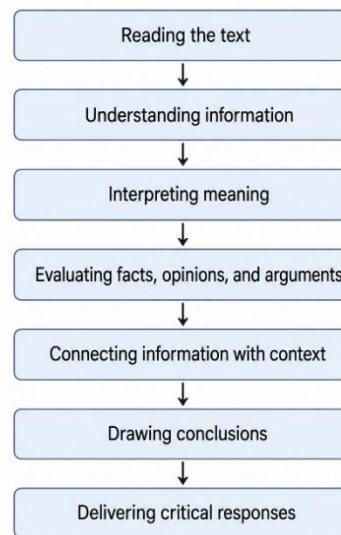 Reading the text
Understanding information
Interpreting meaning
Evaluating facts, opinions, and arguments
Connecting information with context
Drawing conclusions
Delivering critical responses